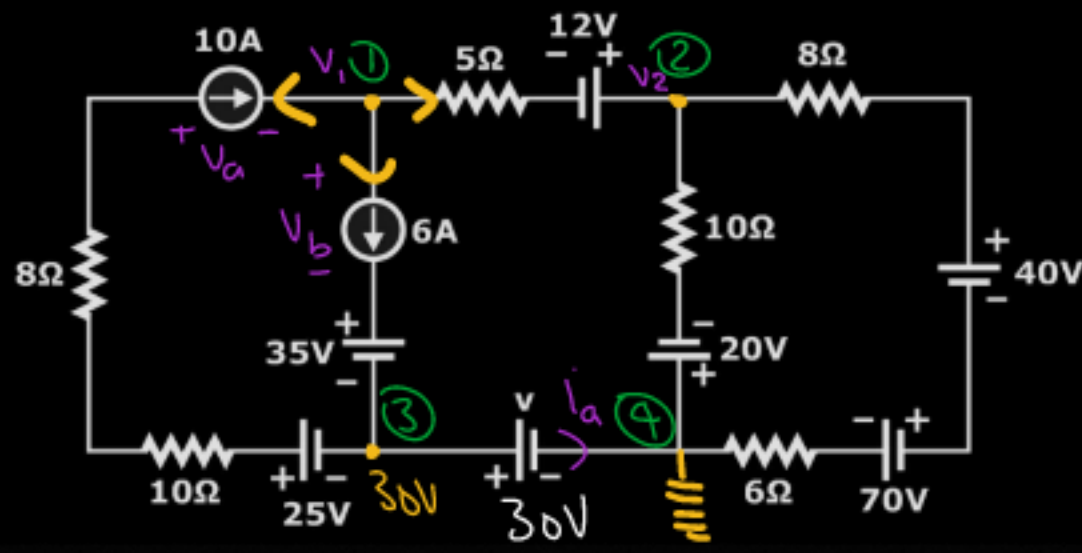 12V
10A
V₁ ①
5Ω
- +
V₂ ②
8Ω
+ Va -
+
Vb
-
6A
10Ω
8Ω
+
40V
-
+
35V
-
-
20V
+
③
v
ia
④
- +
10Ω
+ -
25V
30V
+ -
30V
6Ω
70V